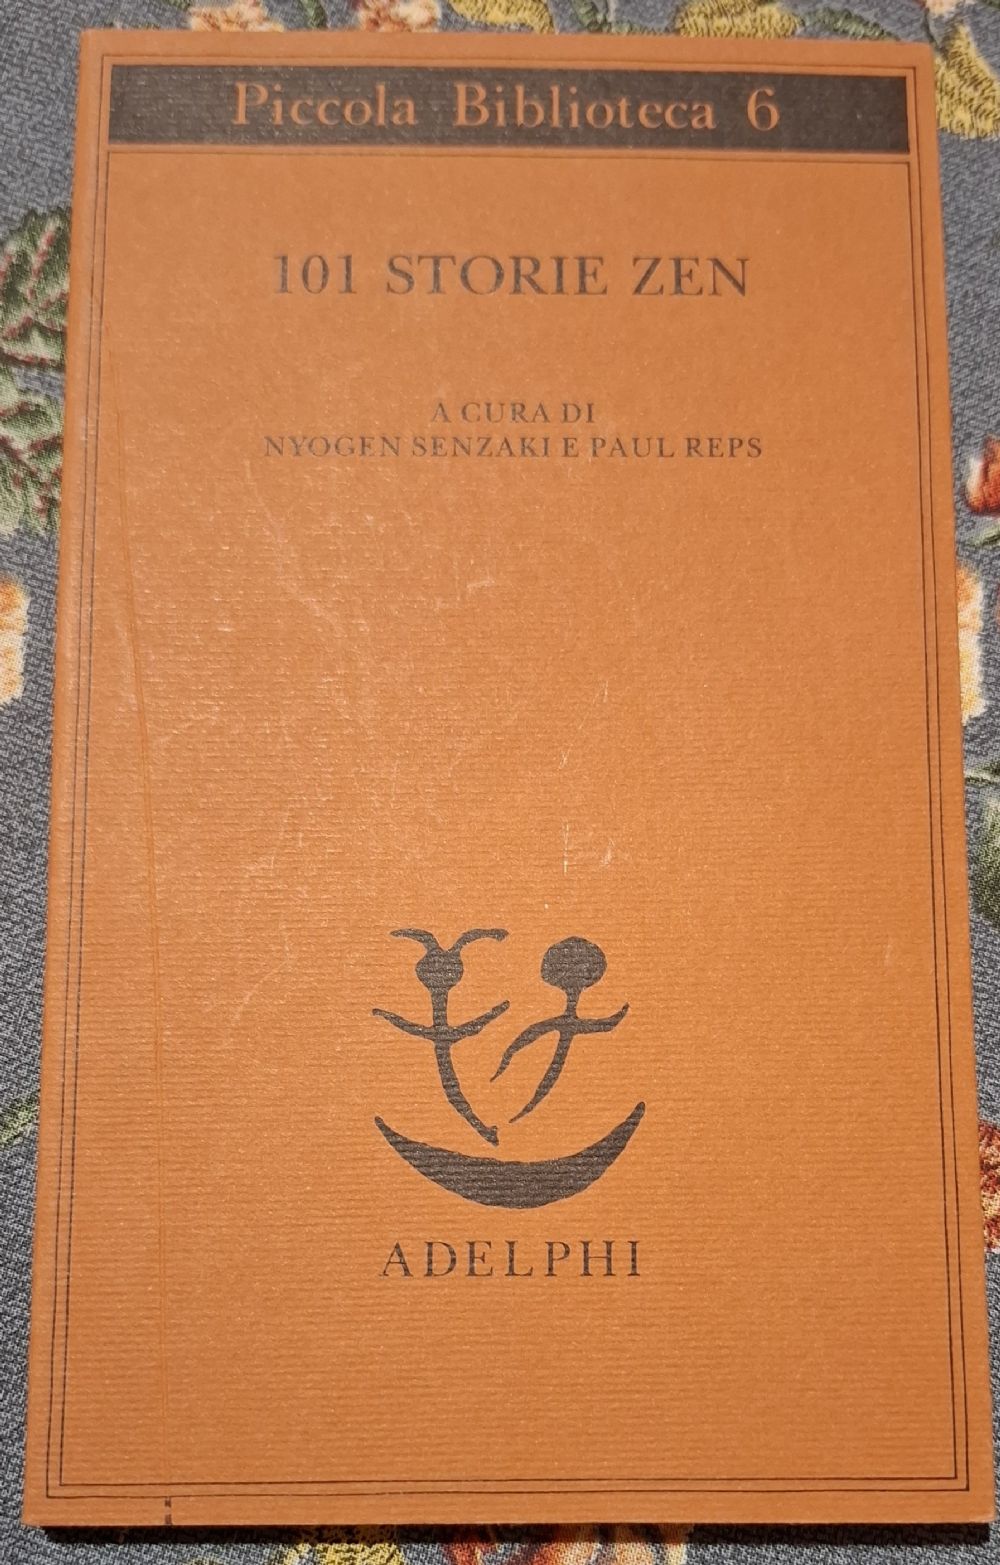 Piccola Biblioteca 6
101 STORIE ZEN
A CURA DI
NYOGEN SENZAKI E PAUL REPS
ADELPHI